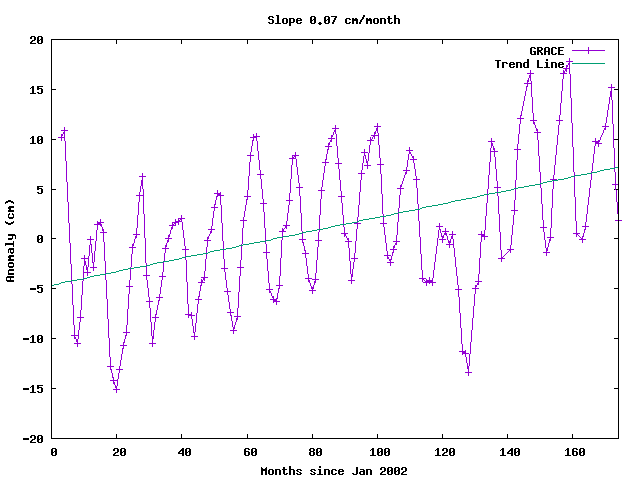 Slope 0.07 cm/month
GRACE
Trend Line
20
15
10
5
0
-5
-10
-15
-20
Anomaly (cm)
0 20 40 60 80 100 120 140 160
Months since Jan 2002